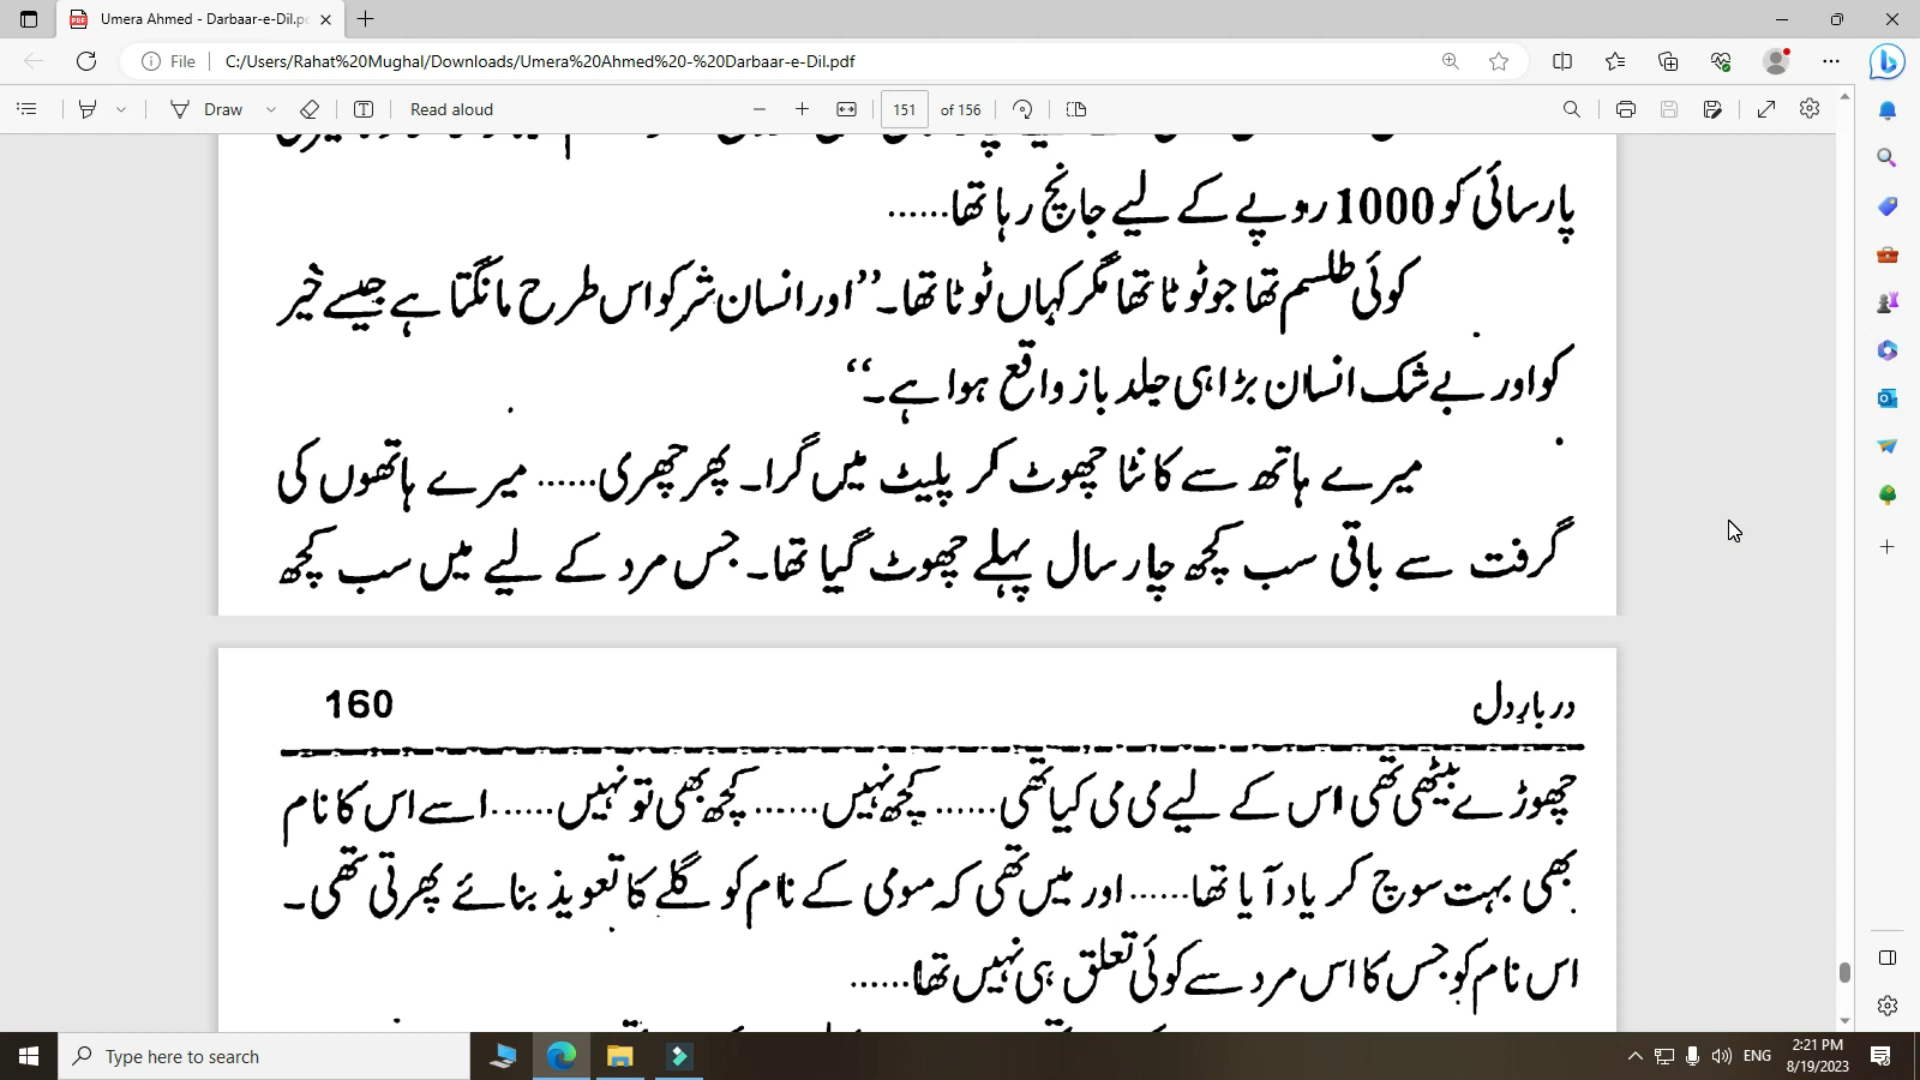 Umera Ahmed - Darbaar-e-Dil.p
File C:/Users/Rahat%20Mughal/Downloads/Umera%20Ahmed%20-%20Darbaar-e-Dil.pdf
Draw Read aloud 151 of 156
پارسائی کو 1000 روپے کے لیے جانچ رہا تھا......
کوئی طلسم تھا جو ٹوٹا تھا مگر کہاں ٹوٹا تھا۔ ”اور انسان شر کو اس طرح مانگتا ہے جیسے خیر
کو اور بے شک انسان بڑا ہی جلد باز واقع ہوا ہے۔“
میرے ہاتھ سے کانٹا چھوٹ کر پلیٹ میں گرا۔ پھر چھری...... میرے ہاتھوں کی
گرفت سے باقی سب کچھ چار سال پہلے چھوٹ گیا تھا۔ جس مرد کے لیے میں سب کچھ
دربارِدل 160
چھوڑے بیٹھی تھی اس کے لیے می می کیا تھی...... کچھ نہیں...... کچھ بھی تو نہیں...... اسے اس کا نام
بھی بہت سوچ کر یاد آیا تھا...... اور میں تھی کہ مومی کے نام کو گلے کا تعویذ بنائے پھرتی تھی۔
اس نام کو جس کا اس مرد سے کوئی تعلق ہی نہیں تھا......
Type here to search
ENG
2:21 PM
8/19/2023